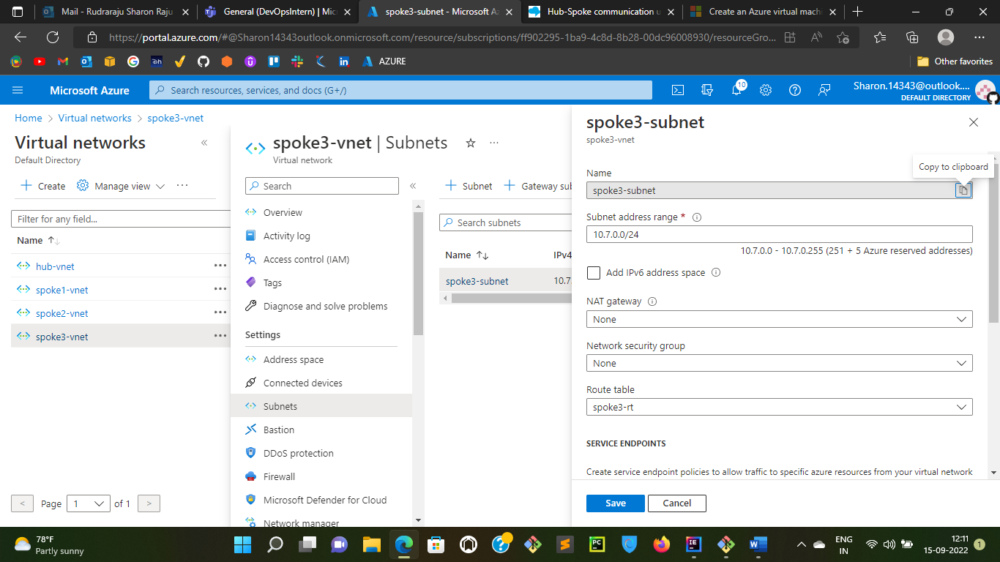 Mail - Rudraraju Sharon Raju
General (DevOpsIntern) | Mic
spoke3-subnet - Microsoft Az
Hub-Spoke communication u
Create an Azure virtual machi
https://portal.azure.com/#@Sharon14343outlook.onmicrosoft.com/resource/subscriptions/ff902295-1ba9-4c8d-8b28-00dc96008930/resourceGro...
AZURE
Other favorites
Microsoft Azure
Search resources, services, and docs (G+/)
10
Sharon.14343@outlook....
DEFAULT DIRECTORY
Home > Virtual networks > spoke3-vnet
Virtual networks
Default Directory
Create
Manage view
Filter for any field...
Name
hub-vnet
spoke1-vnet
spoke2-vnet
spoke3-vnet
< Page 1 of 1 >
spoke3-vnet | Subnets
Virtual network
Search
Overview
Activity log
Access control (IAM)
Tags
Diagnose and solve problems
Settings
Address space
Connected devices
Subnets
Bastion
DDoS protection
Firewall
Microsoft Defender for Cloud
Network manager
+ Subnet
+ Gateway sub
Search subnets
Name
IPv4
spoke3-subnet
10.7
spoke3-subnet
spoke3-vnet
Copy to clipboard
Name
spoke3-subnet
Subnet address range *
10.7.0.0/24
10.7.0.0 - 10.7.0.255 (251 + 5 Azure reserved addresses)
Add IPv6 address space
NAT gateway
None
Network security group
None
Route table
spoke3-rt
SERVICE ENDPOINTS
Create service endpoint policies to allow traffic to specific azure resources from your virtual network
Save
Cancel
78°F
Partly sunny
ENG
IN
12:11
15-09-2022
1